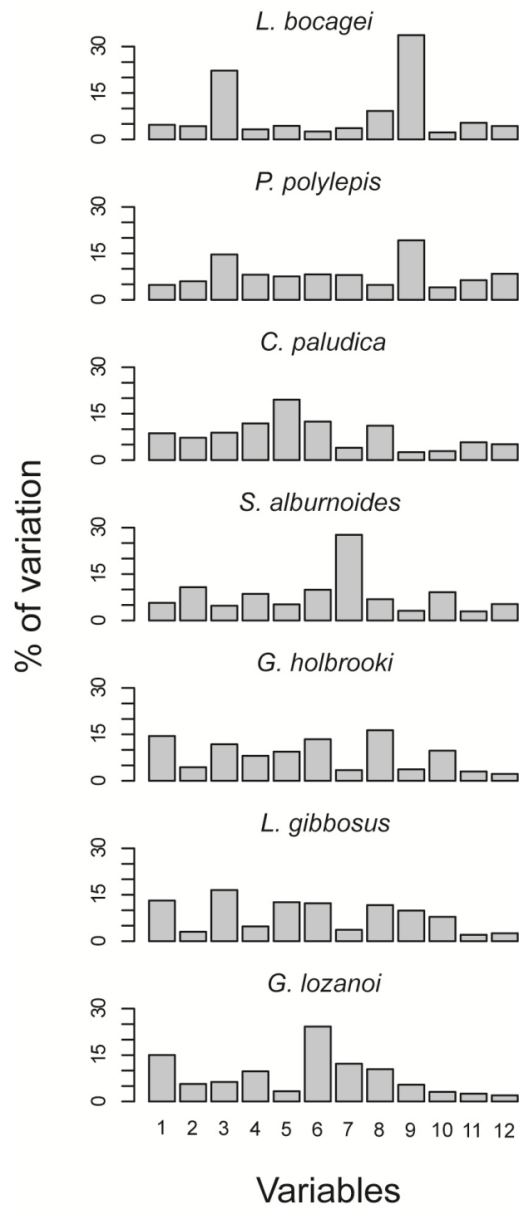 L. bocagei
30
15
0
P. polylepis
30
15
0
C. paludica
30
15
0
S. alburnoides
30
15
0
G. holbrooki
30
15
0
L. gibbosus
30
15
0
G. lozanoi
30
15
0
% of variation
1 2 3 4 5 6 7 8 9 10 11 12
Variables